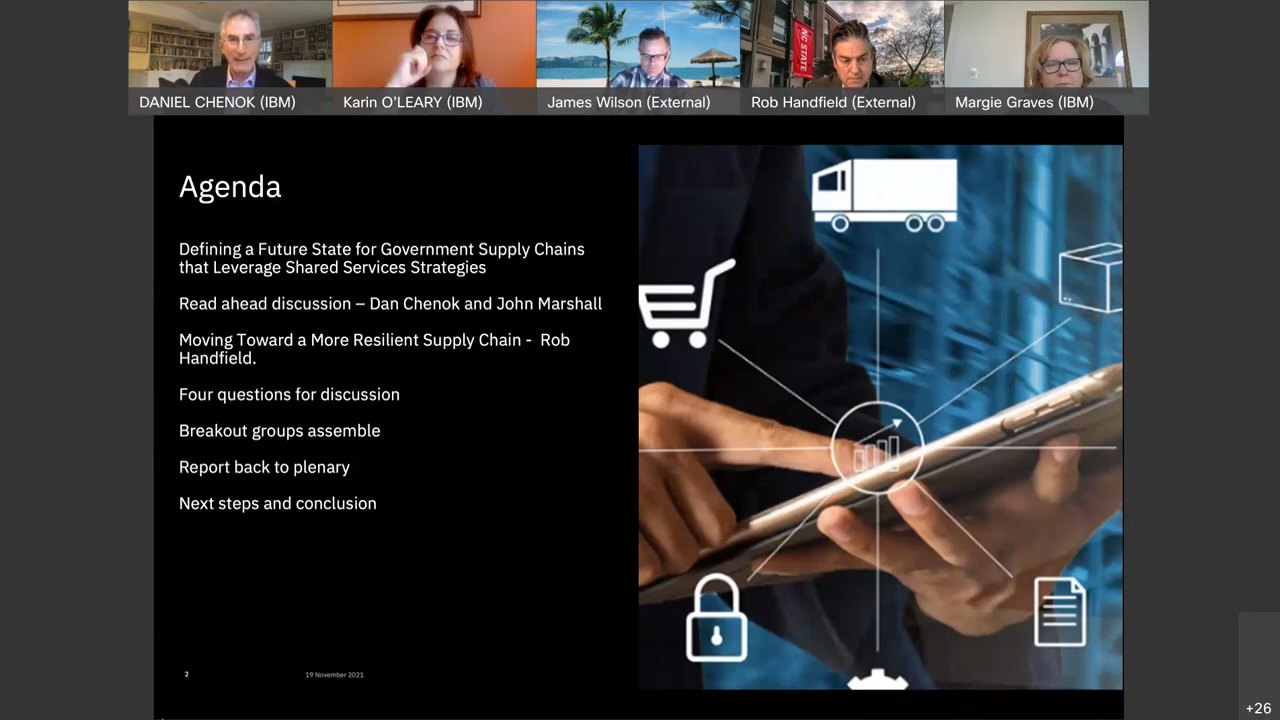 NC STATE
DANIEL CHENOK (IBM)
Karin O'LEARY (IBM)
James Wilson (External)
Rob Handfield (External)
Margie Graves (IBM)
Agenda
Defining a Future State for Government Supply Chains
that Leverage Shared Services Strategies
Read ahead discussion – Dan Chenok and John Marshall
Moving Toward a More Resilient Supply Chain -  Rob
Handfield.
Four questions for discussion
Breakout groups assemble
Report back to plenary
Next steps and conclusion
2
19 November 2021
+26